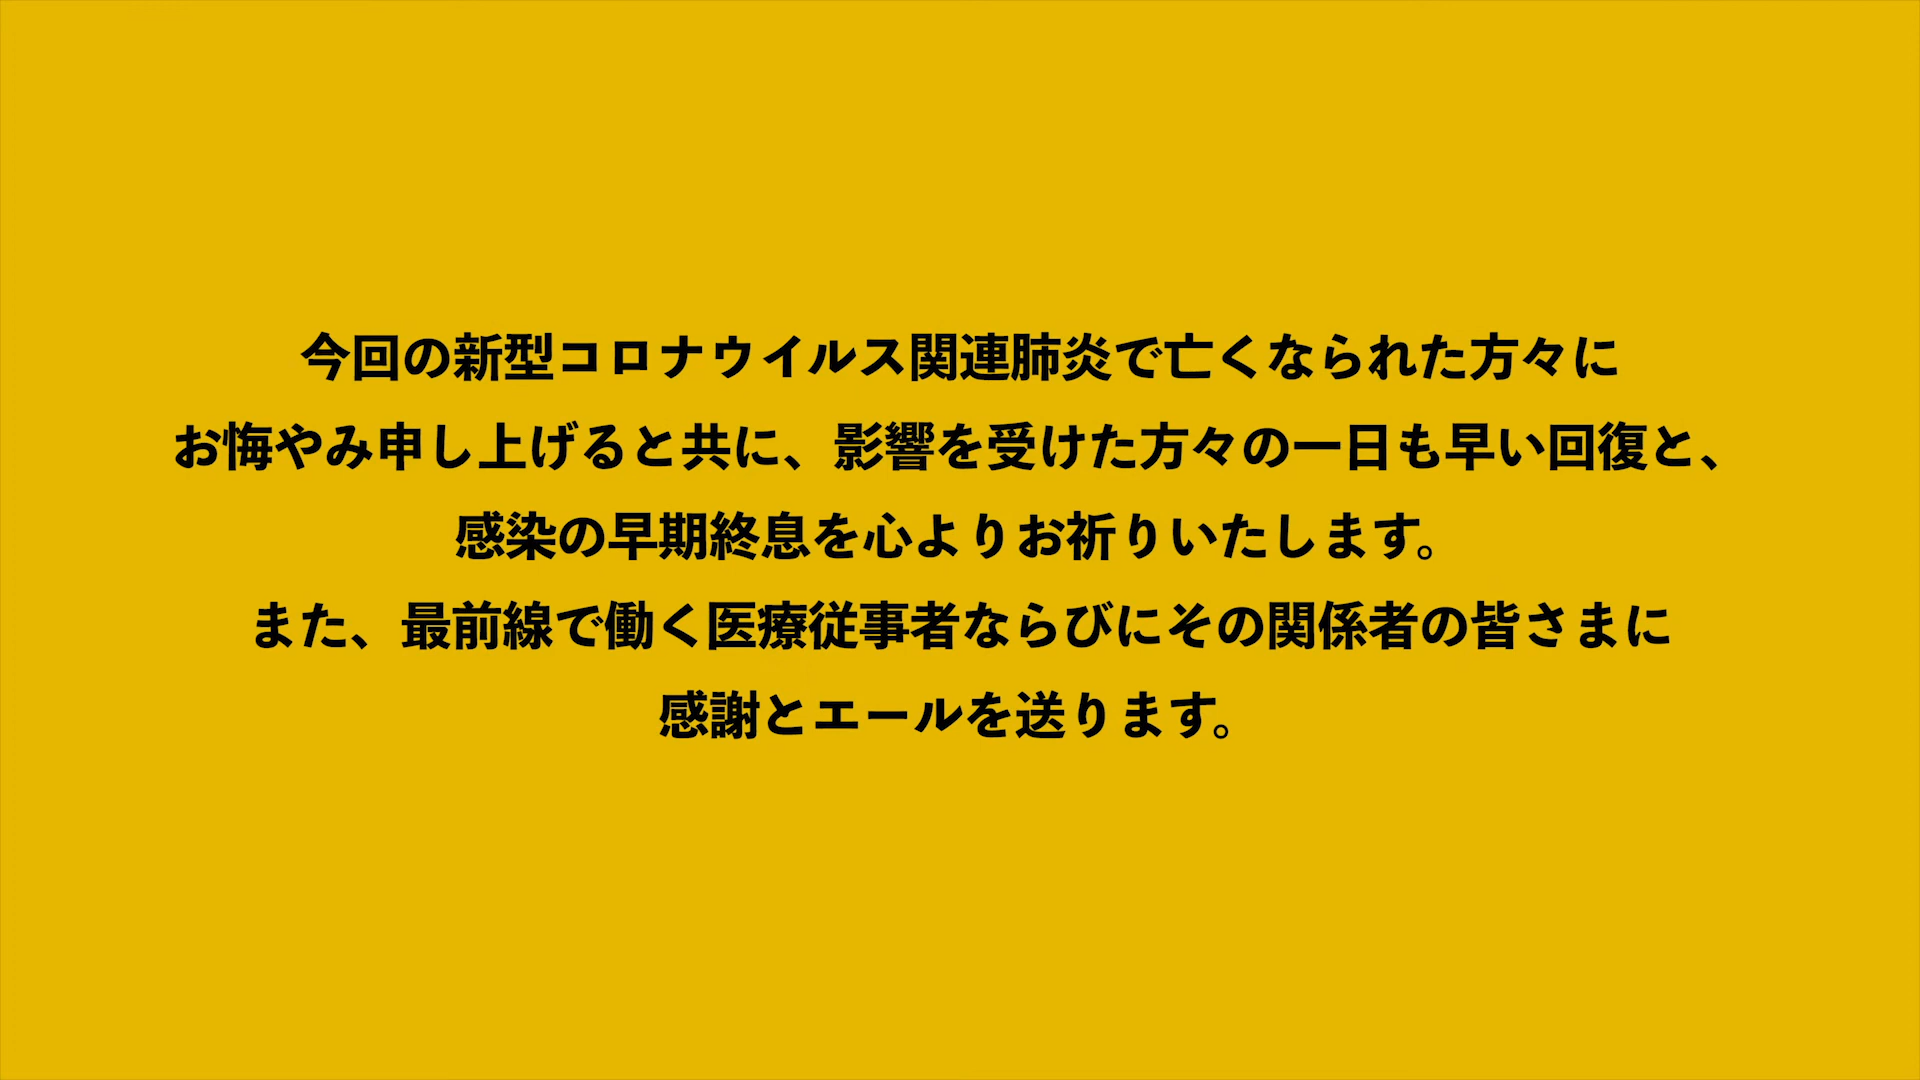 今回の新型コロナウイルス関連肺炎で亡くなられた方々に
お悔やみ申し上げると共に、影響を受けた方々の一日も早い回復と、
感染の早期終息を心よりお祈りいたします。
また、最前線で働く医療従事者ならびにその関係者の皆さまに
感謝とエールを送ります。